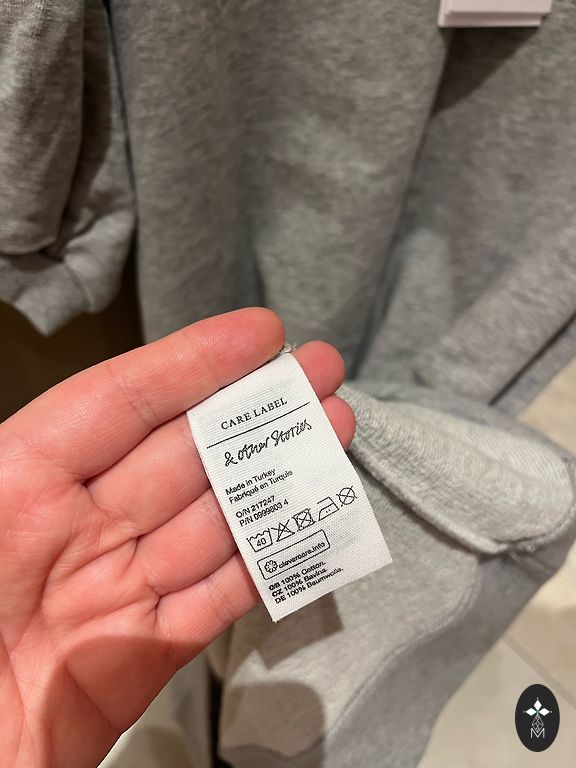 CARE LABEL
& other Stories
Made in Turkey
Fabriqué en Turquie
O/N 217247
P/N 0999803 4
40
clevercare.info
GB 100% Cotton.
CZ 100% Bavlna.
DE 100% Baumwolle.
M